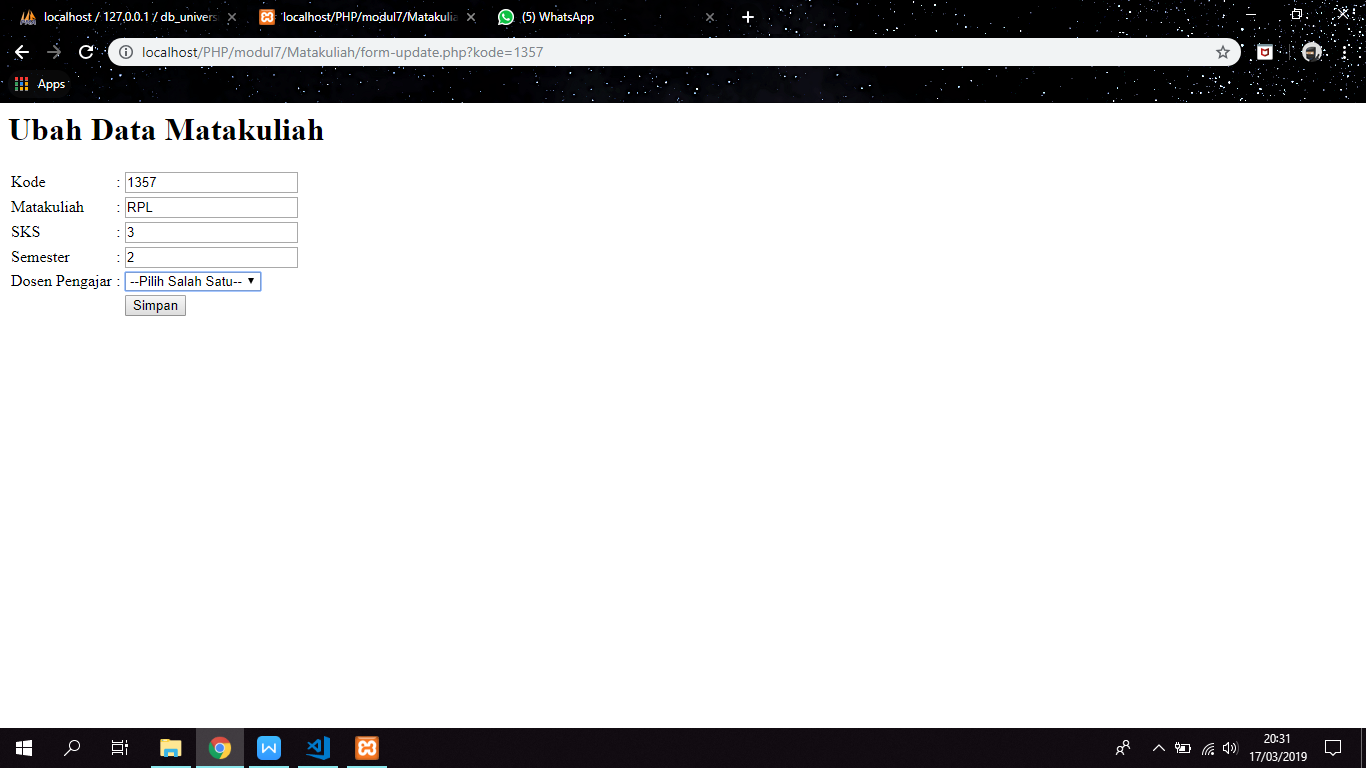 localhost / 127.0.0.1 / db_univers
localhost/PHP/modul7/Matakulia
(5) WhatsApp
localhost/PHP/modul7/Matakuliah/form-update.php?kode=1357
Apps
Ubah Data Matakuliah
Kode : 1357
Matakuliah : RPL
SKS : 3
Semester : 2
Dosen Pengajar : --Pilih Salah Satu--
Simpan
20:31
17/03/2019